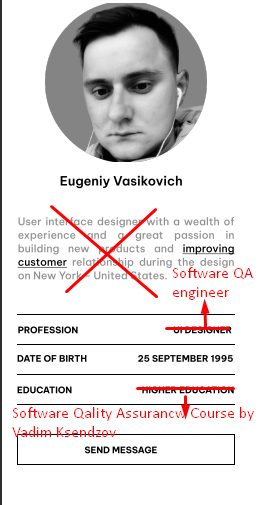 Eugeniy Vasikovich
User interface designer with a wealth of
experience and a great passion in
building new products and improving
customer relationship during the design
on New York - United States.
Software QA
engineer
PROFESSION UI DESIGNER
DATE OF BIRTH 25 SEPTEMBER 1995
EDUCATION HIGHER EDUCATION
Software Qality Assurancw Course by
Vadim Ksendzov
SEND MESSAGE